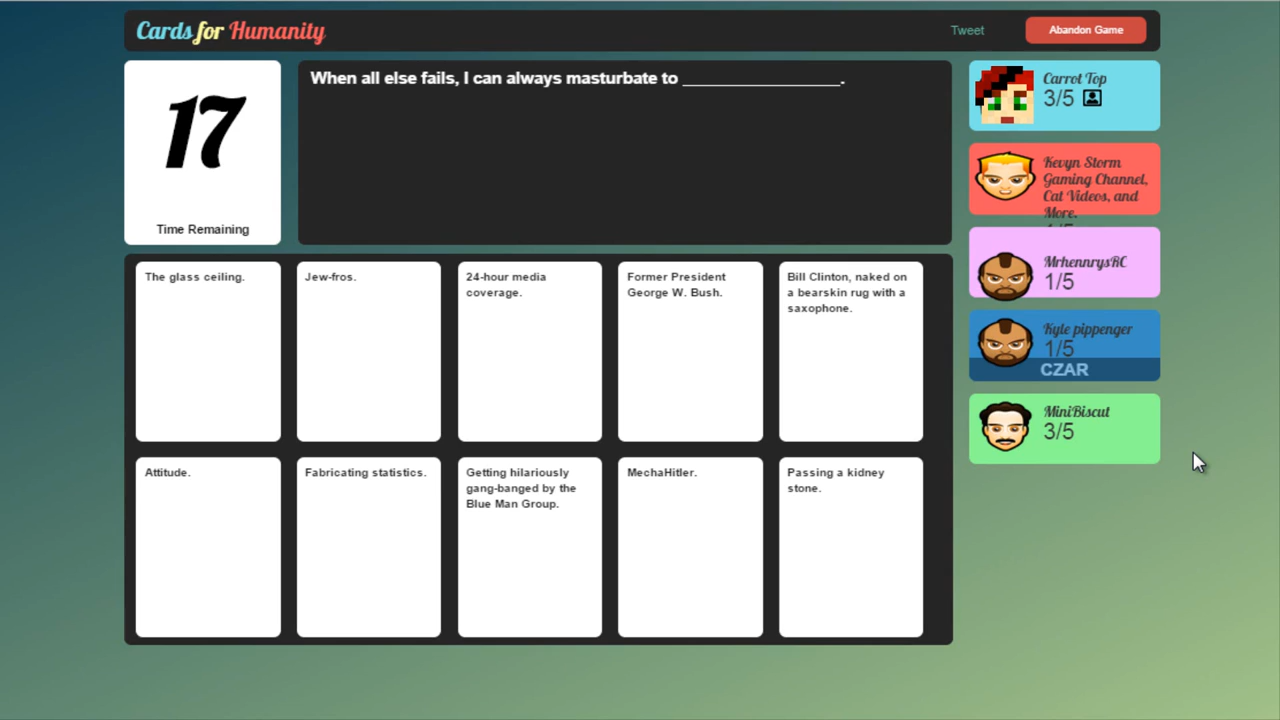 Cards for Humanity
Tweet
Abandon Game
17
Time Remaining
When all else fails, I can always masturbate to ____________________.
The glass ceiling.
Jew-fros.
24-hour media
coverage.
Former President
George W. Bush.
Bill Clinton, naked on
a bearskin rug with a
saxophone.
Attitude.
Fabricating statistics.
Getting hilariously
gang-banged by the
Blue Man Group.
MechaHitler.
Passing a kidney
stone.
Carrot Top
3/5
Kevyn Storm
Gaming Channel,
Cat Videos, and
More.
MrhennrysRC
1/5
Kyle pippenger
1/5
CZAR
MiniBiscut
3/5